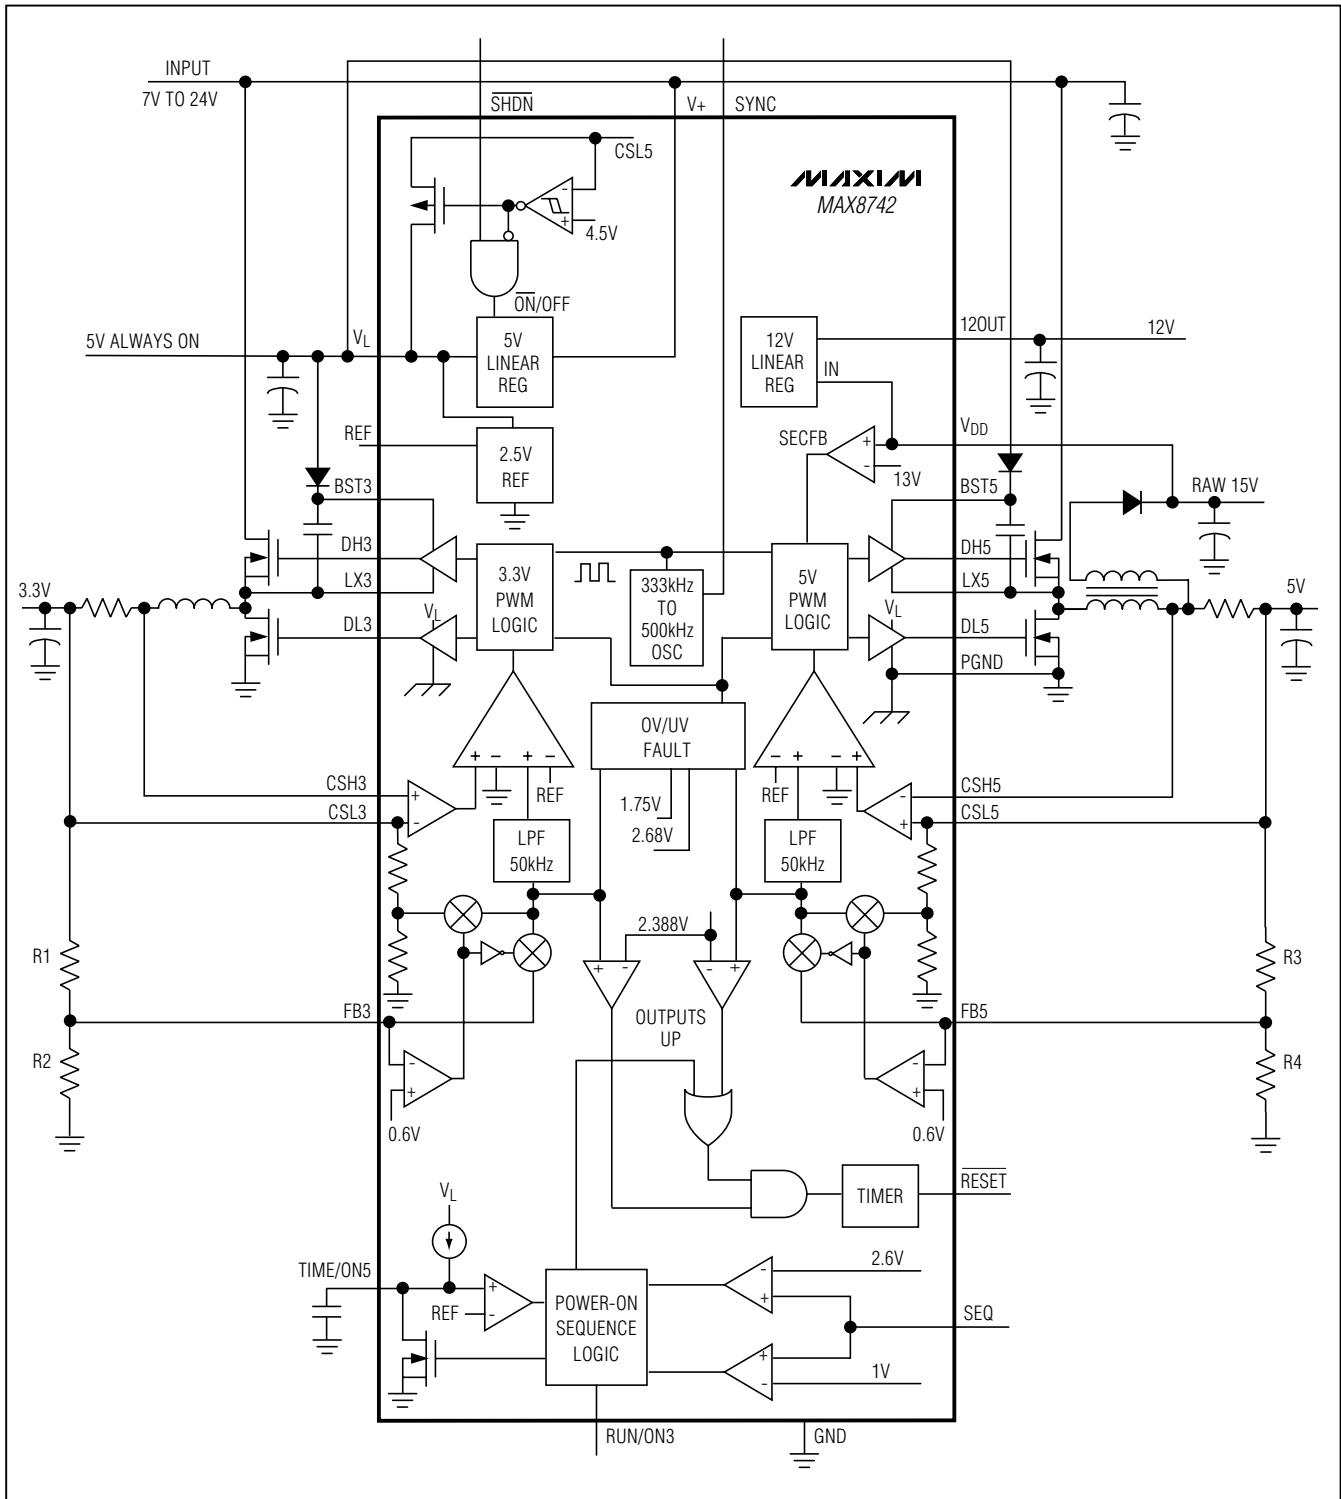 INPUT
7V TO 24V
SHDN
V+
SYNC
CSL5
MAXIM
MAX8742
-
+
4.5V
ON/OFF
5V ALWAYS ON
VL
5V
LINEAR
REG
12V
LINEAR
REG
12OUT
12V
IN
REF
2.5V
REF
SECFB
+
-
13V
VDD
BST3
BST5
RAW 15V
DH3
DH5
3.3V
LX3
LX5
5V
3.3V
PWM
LOGIC
333kHz
TO
500kHz
OSC
5V
PWM
LOGIC
VL
VL
DL3
DL5
PGND
OV/UV
FAULT
+ - + -
- + - +
REF
REF
1.75V
2.68V
CSH3
+
CSL3
-
CSH5
-
CSL5
+
LPF
50kHz
LPF
50kHz
2.388V
R1
R3
+ -
- +
OUTPUTS
UP
FB3
FB5
R2
R4
-
+
0.6V
-
+
0.6V
TIMER
RESET
VL
TIME/ON5
+
REF
-
POWER-ON
SEQUENCE
LOGIC
-
2.6V
+
SEQ
+
1V
-
RUN/ON3
GND